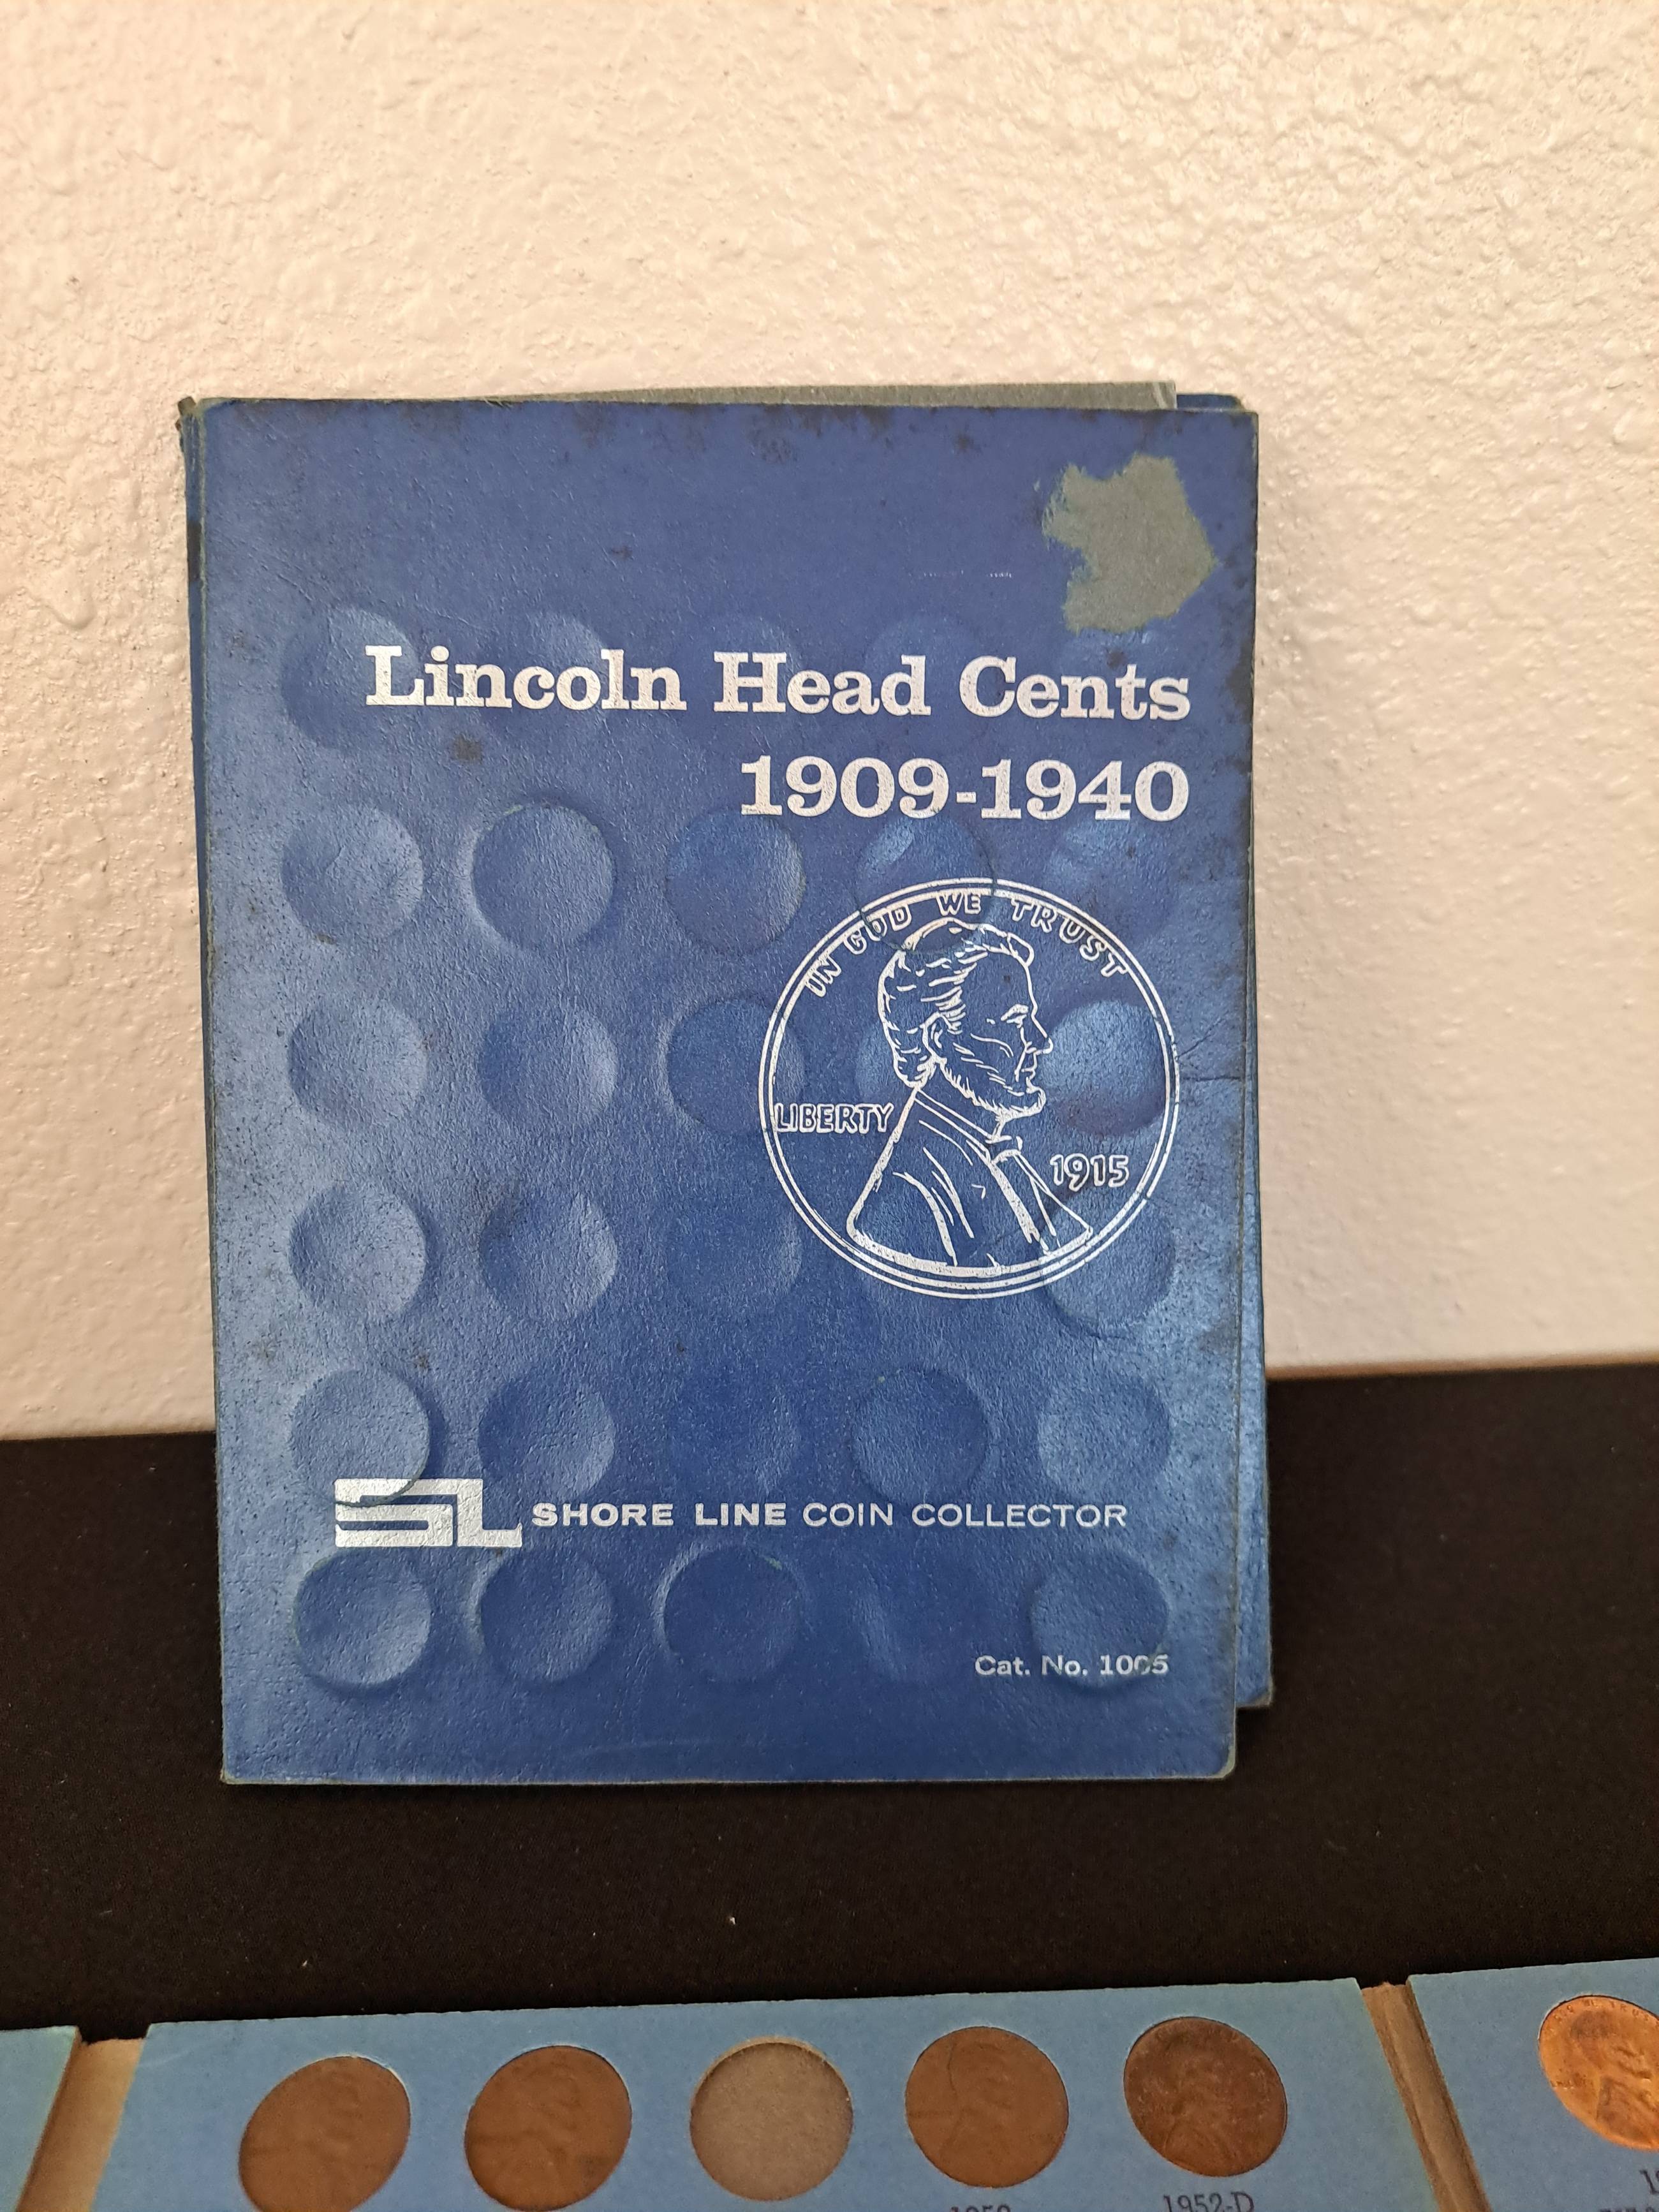 Lincoln Head Cents
1909-1940
IN GOD WE TRUST
LIBERTY
1915
SL SHORE LINE COIN COLLECTOR
Cat. No. 1005
1952-D